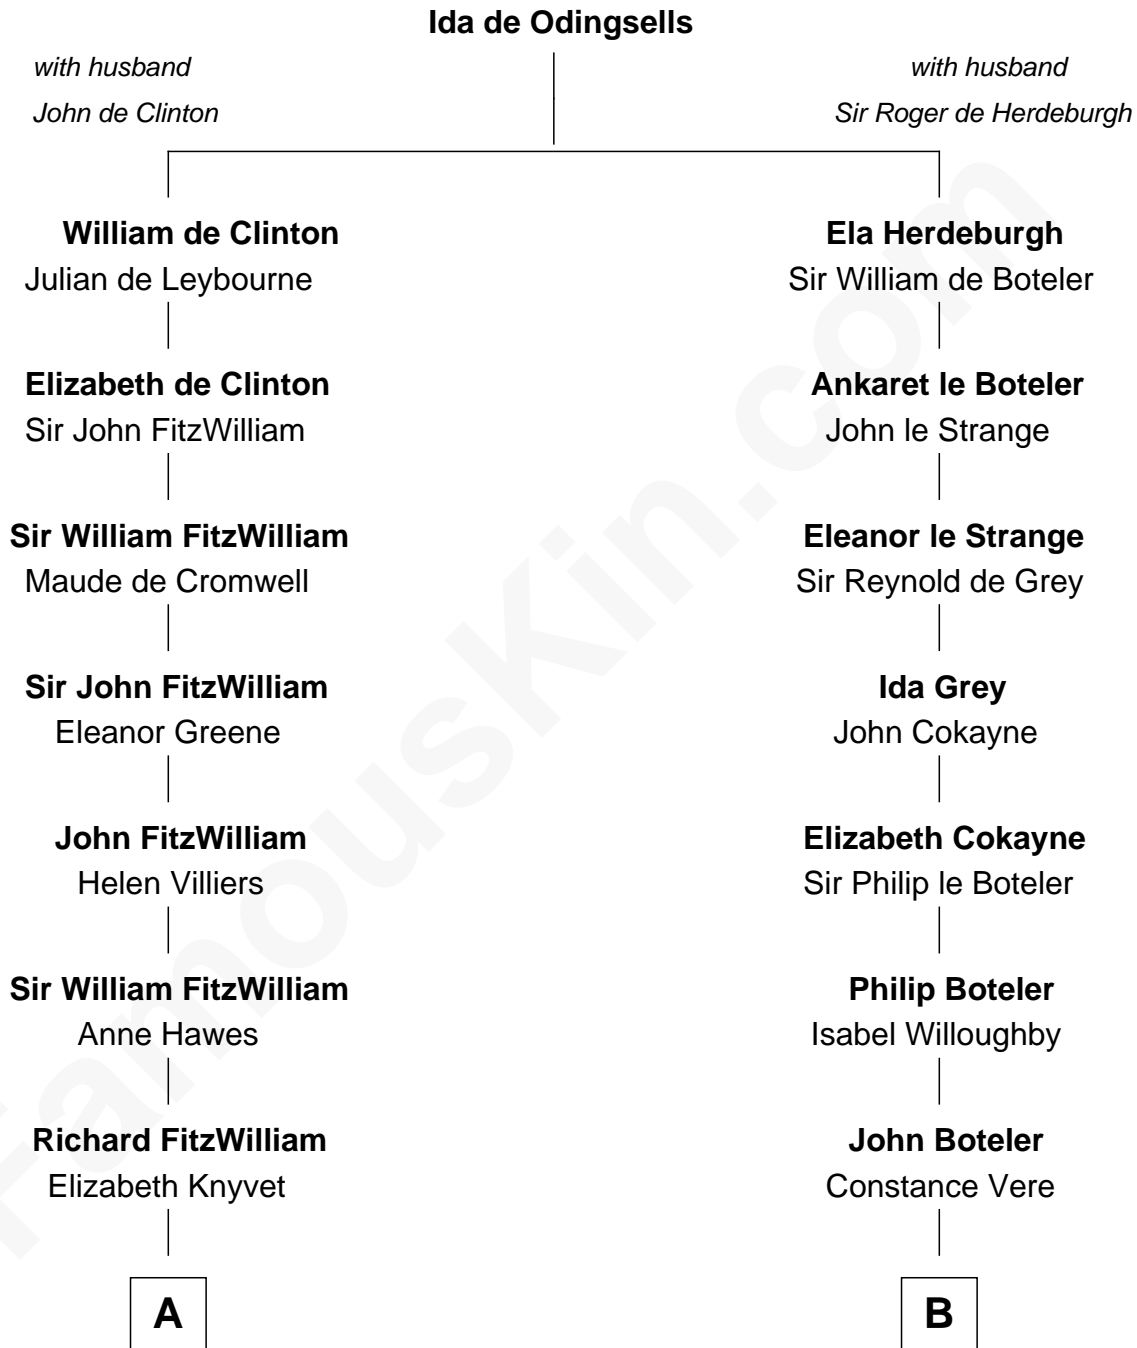 Ida de Odingsells
with husband
John de Clinton
with husband
Sir Roger de Herdeburgh
William de Clinton
Julian de Leybourne
Ela Herdeburgh
Sir William de Boteler
Elizabeth de Clinton
Sir John FitzWilliam
Ankaret le Boteler
John le Strange
Sir William FitzWilliam
Maude de Cromwell
Eleanor le Strange
Sir Reynold de Grey
Sir John FitzWilliam
Eleanor Greene
Ida Grey
John Cokayne
John FitzWilliam
Helen Villiers
Elizabeth Cokayne
Sir Philip le Boteler
Sir William FitzWilliam
Anne Hawes
Philip Boteler
Isabel Willoughby
Richard FitzWilliam
Elizabeth Knyvet
John Boteler
Constance Vere
A
B
FamousKin.com